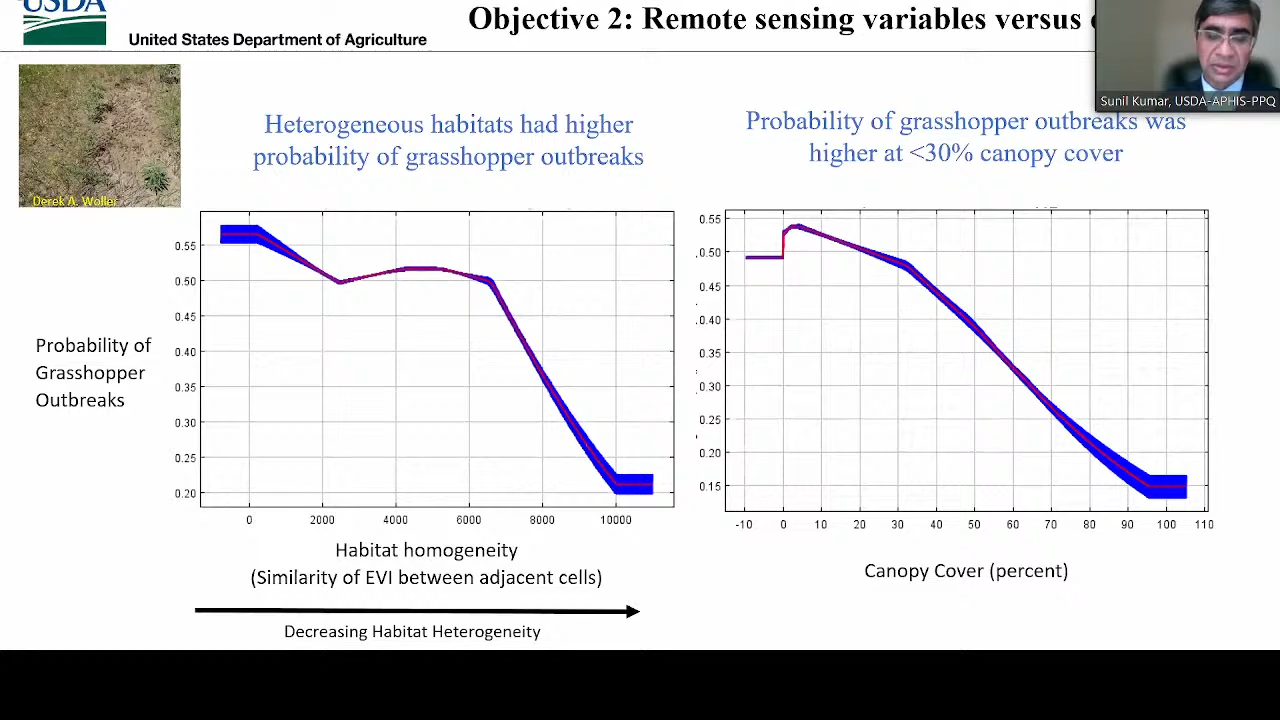 USDA
United States Department of Agriculture
Objective 2: Remote sensing variables versus
Sunil Kumar, USDA-APHIS-PPQ
Derek A. Woller
Heterogeneous habitats had higher
probability of grasshopper outbreaks
Probability of grasshopper outbreaks was
higher at <30% canopy cover
Probability of
Grasshopper
Outbreaks
0.55
0.50
0.45
0.40
0.35
0.30
0.25
0.20
0 2000 4000 6000 8000 10000
Habitat homogeneity
(Similarity of EVI between adjacent cells)
Decreasing Habitat Heterogeneity
0.55
0.50
0.45
0.40
0.35
0.30
0.25
0.20
0.15
-10 0 10 20 30 40 50 60 70 80 90 100 110
Canopy Cover (percent)